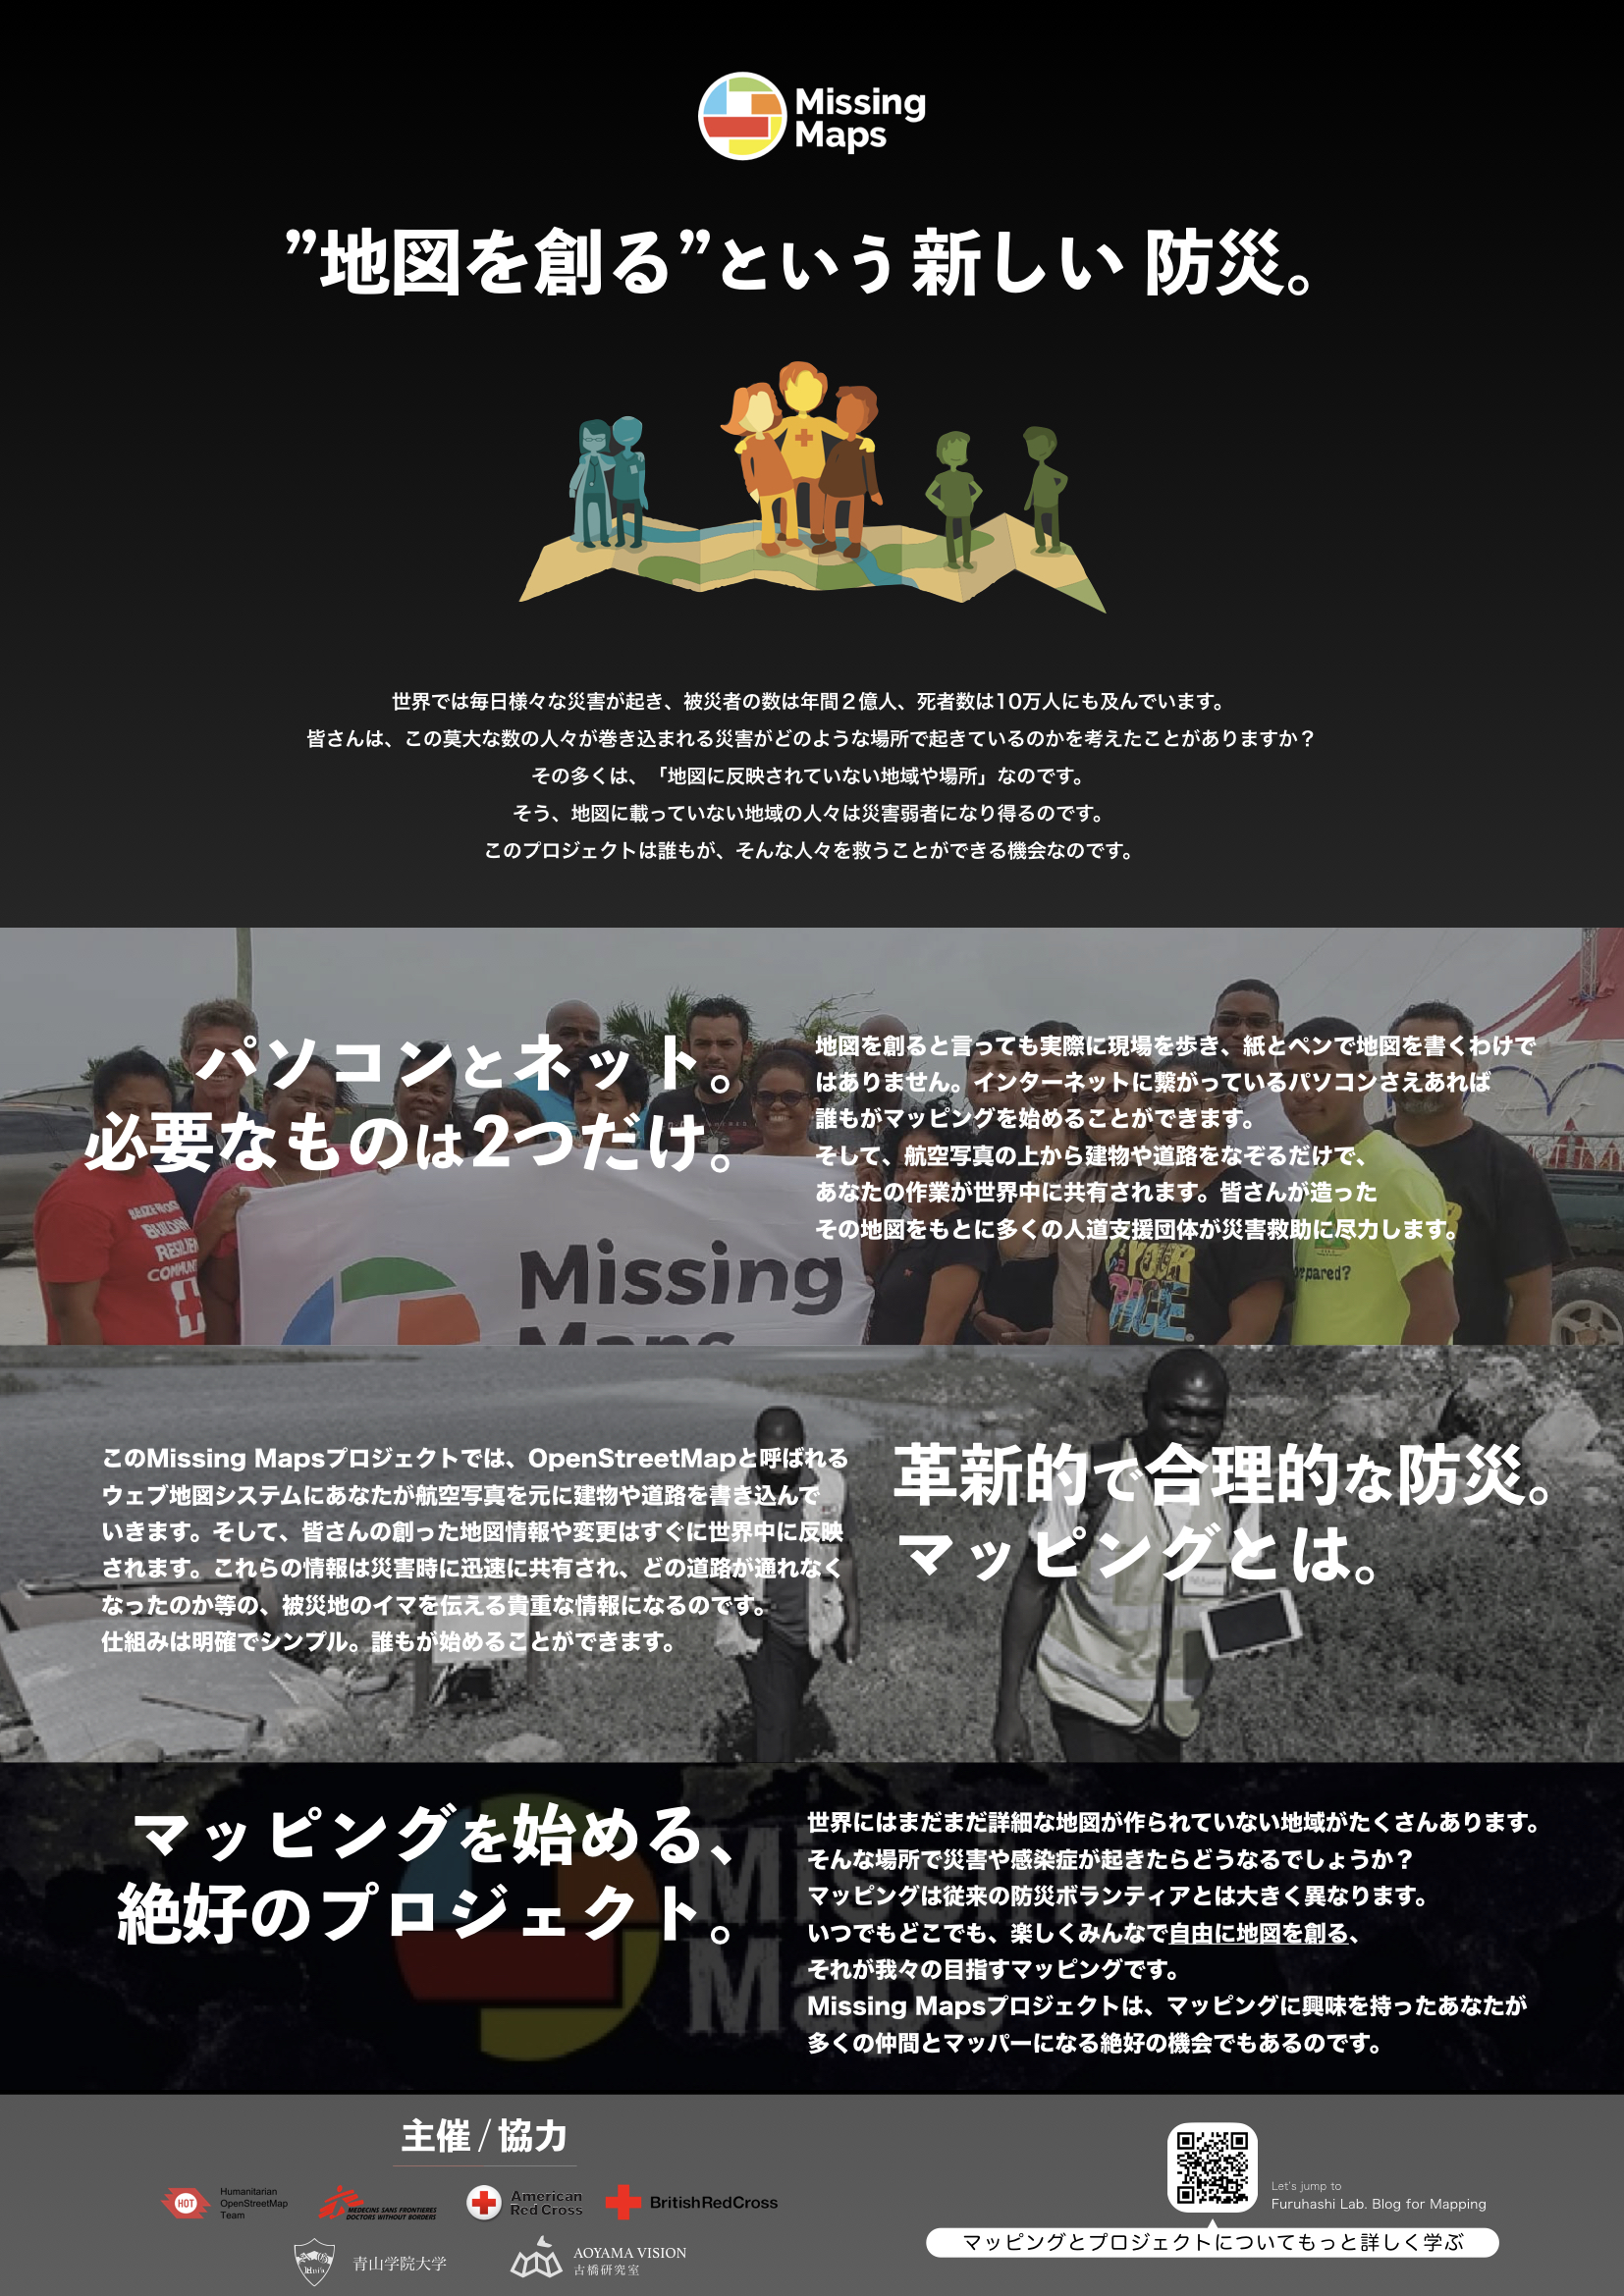 Missing
Maps
”地図を創る”という 新しい 防災。
世界では毎日様々な災害が起き、被災者の数は年間２億人、死者数は10万人にも及んでいます。
皆さんは、この莫大な数の人々が巻き込まれる災害がどのような場所で起きているのかを考えたことがありますか？
その多くは、「地図に反映されていない地域や場所」なのです。
そう、地図に載っていない地域の人々は災害弱者になり得るのです。
このプロジェクトは誰もが、そんな人々を救うことができる機会なのです。
パソコンとネット。
必要なものは2つだけ。
地図を創ると言っても実際に現場を歩き、紙とペンで地図を書くわけで
はありません。インターネットに繋がっているパソコンさえあれば
誰もがマッピングを始めることができます。
そして、航空写真の上から建物や道路をなぞるだけで、
あなたの作業が世界中に共有されます。皆さんが造った
その地図をもとに多くの人道支援団体が災害救助に尽力します。
Missing
Maps
このMissing Mapsプロジェクトでは、OpenStreetMapと呼ばれる
ウェブ地図システムにあなたが航空写真を元に建物や道路を書き込んで
いきます。そして、皆さんの創った地図情報や変更はすぐに世界中に反映
されます。これらの情報は災害時に迅速に共有され、どの道路が通れなく
なったのか等の、被災地のイマを伝える貴重な情報になるのです。
仕組みは明確でシンプル。誰もが始めることができます。
革新的で合理的な防災。
マッピングとは。
マッピングを始める、
絶好のプロジェクト。
世界にはまだまだ詳細な地図が作られていない地域がたくさんあります。
そんな場所で災害や感染症が起きたらどうなるでしょうか？
マッピングは従来の防災ボランティアとは大きく異なります。
いつでもどこでも、楽しくみんなで自由に地図を創る、
それが我々の目指すマッピングです。
Missing Mapsプロジェクトは、マッピングに興味を持ったあなたが
多くの仲間とマッパーになる絶好の機会でもあるのです。
主催 / 協力
HOT
Humanitarian
OpenStreetMap
Team
MEDECINS SANS FRONTIERES
DOCTORS WITHOUT BORDERS
American
Red Cross
BritishRedCross
青山学院大学
AOYAMA VISION
古橋研究室
Let's jump to
Furuhashi Lab. Blog for Mapping
マッピングとプロジェクトについてもっと詳しく学ぶ